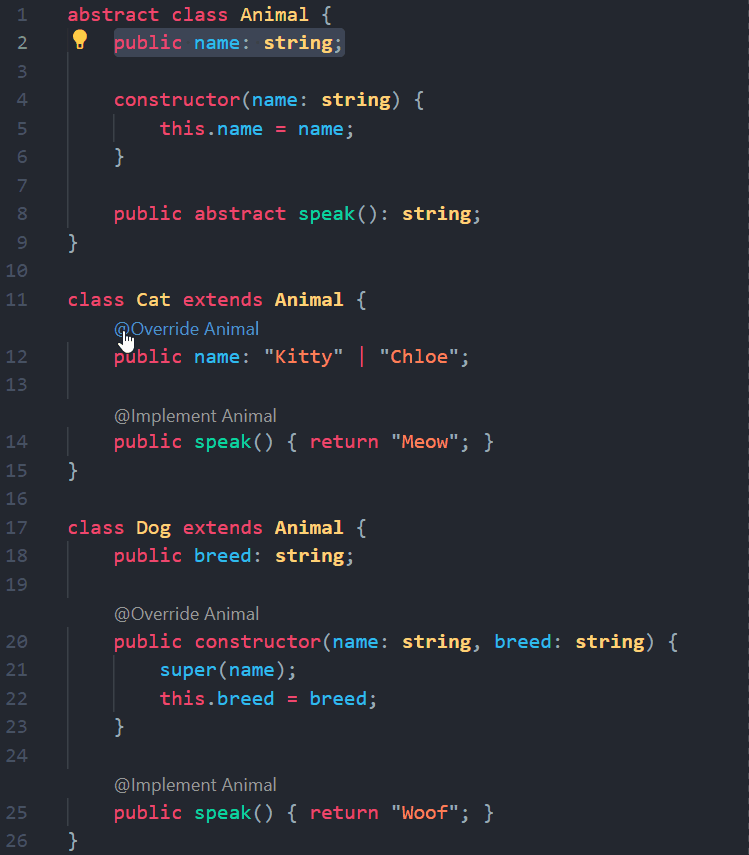 1 abstract class Animal {
2 public name: string;
3
4 constructor(name: string) {
5 this.name = name;
6 }
7
8 public abstract speak(): string;
9 }
10
11 class Cat extends Animal {
@Override Animal
12 public name: "Kitty" | "Chloe";
13
@Implement Animal
14 public speak() { return "Meow"; }
15 }
16
17 class Dog extends Animal {
18 public breed: string;
19
@Override Animal
20 public constructor(name: string, breed: string) {
21 super(name);
22 this.breed = breed;
23 }
24
@Implement Animal
25 public speak() { return "Woof"; }
26 }